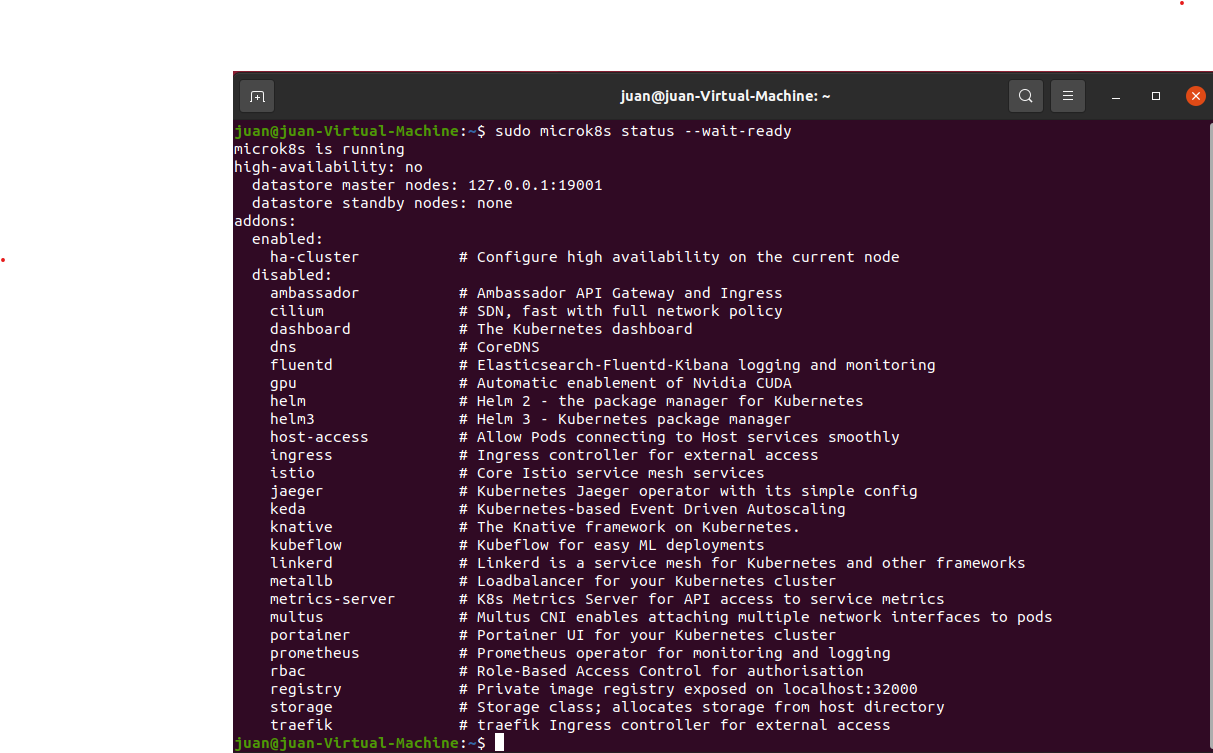 juan@juan-Virtual-Machine: ~
juan@juan-Virtual-Machine:~$ sudo microk8s status --wait-ready
microk8s is running
high-availability: no
  datastore master nodes: 127.0.0.1:19001
  datastore standby nodes: none
addons:
  enabled:
    ha-cluster           # Configure high availability on the current node
  disabled:
    ambassador           # Ambassador API Gateway and Ingress
    cilium               # SDN, fast with full network policy
    dashboard            # The Kubernetes dashboard
    dns                  # CoreDNS
    fluentd              # Elasticsearch-Fluentd-Kibana logging and monitoring
    gpu                  # Automatic enablement of Nvidia CUDA
    helm                 # Helm 2 - the package manager for Kubernetes
    helm3                # Helm 3 - Kubernetes package manager
    host-access          # Allow Pods connecting to Host services smoothly
    ingress              # Ingress controller for external access
    istio                # Core Istio service mesh services
    jaeger               # Kubernetes Jaeger operator with its simple config
    keda                 # Kubernetes-based Event Driven Autoscaling
    knative              # The Knative framework on Kubernetes.
    kubeflow             # Kubeflow for easy ML deployments
    linkerd              # Linkerd is a service mesh for Kubernetes and other frameworks
    metallb              # Loadbalancer for your Kubernetes cluster
    metrics-server       # K8s Metrics Server for API access to service metrics
    multus               # Multus CNI enables attaching multiple network interfaces to pods
    portainer            # Portainer UI for your Kubernetes cluster
    prometheus           # Prometheus operator for monitoring and logging
    rbac                 # Role-Based Access Control for authorisation
    registry             # Private image registry exposed on localhost:32000
    storage              # Storage class; allocates storage from host directory
    traefik              # traefik Ingress controller for external access
juan@juan-Virtual-Machine:~$